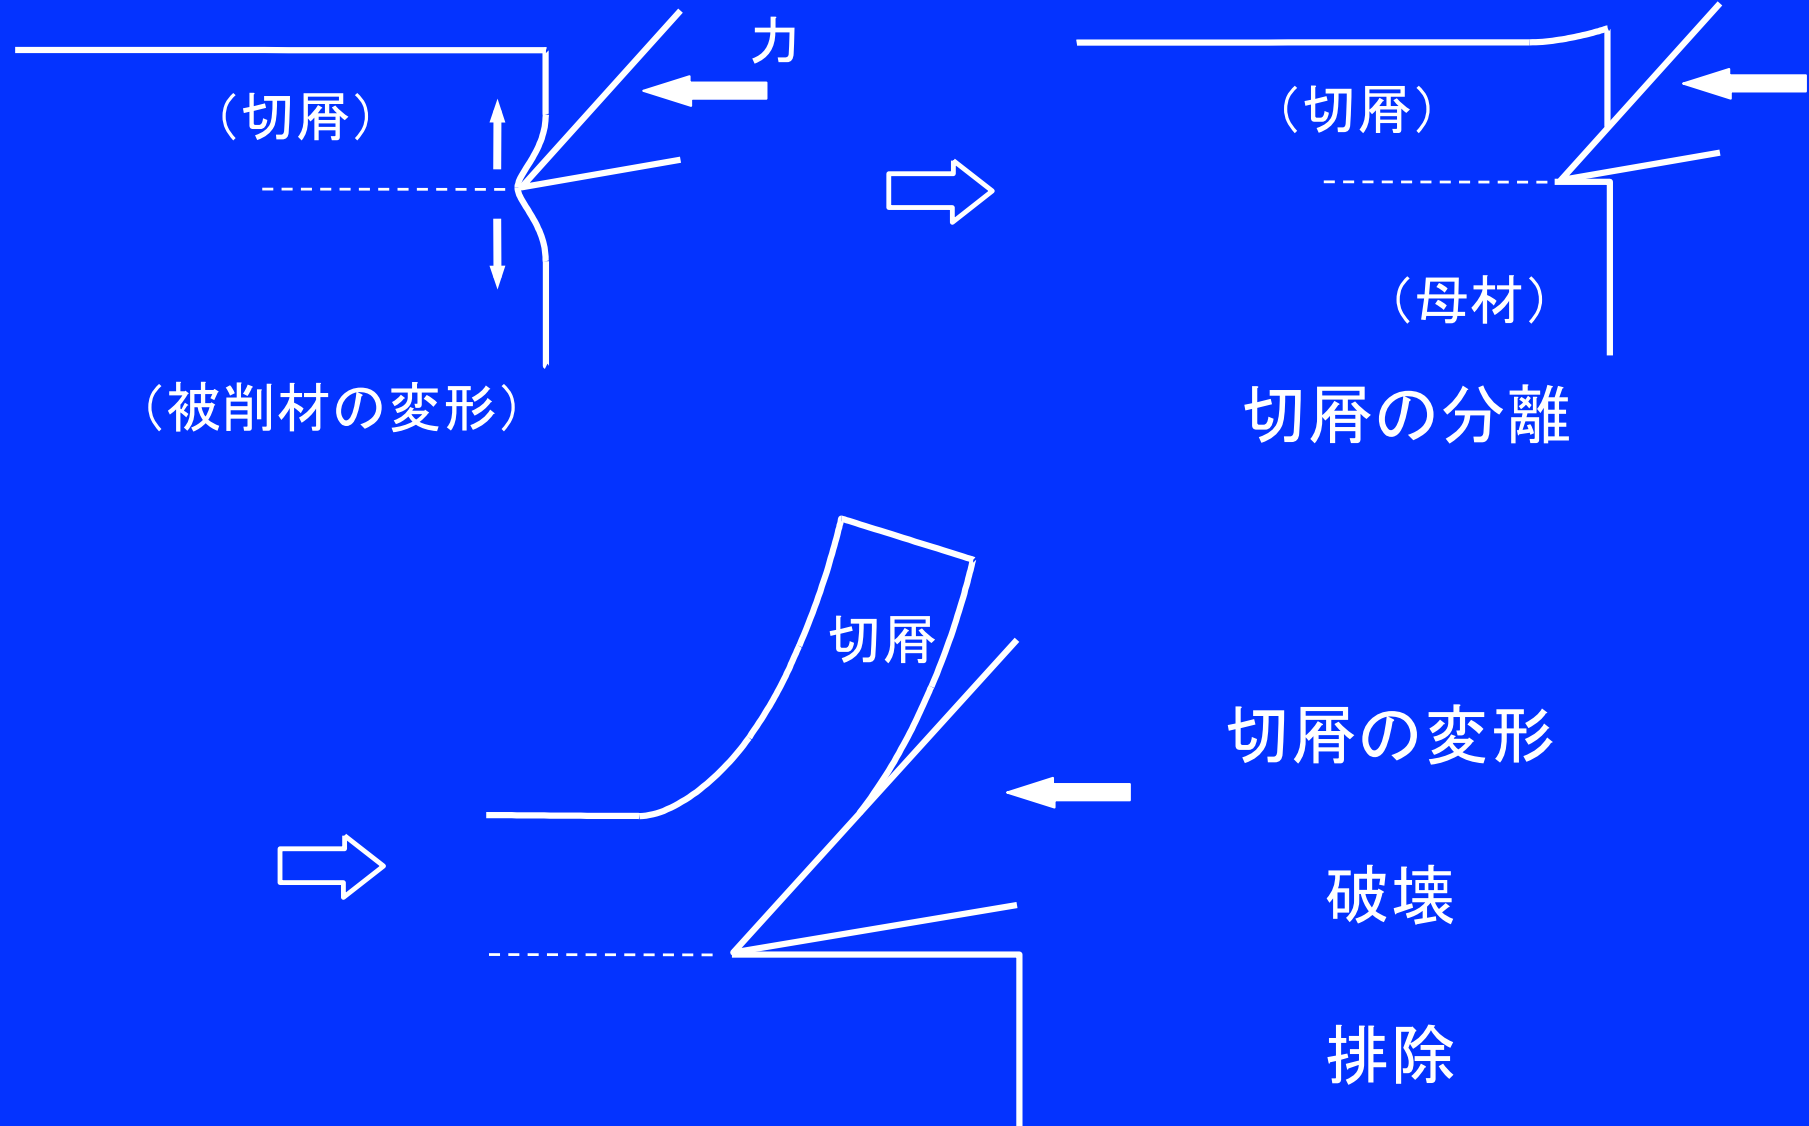 力
（切屑）
（被削材の変形）
（切屑）
（母材）
切屑の分離
切屑
切屑の変形
破壊
排除